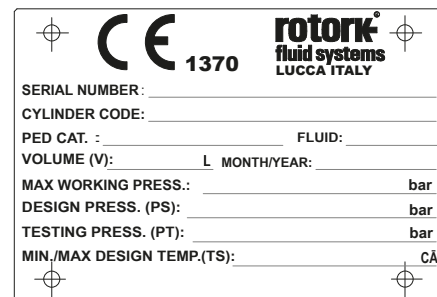 CE 1370
rotork®
fluid systems
LUCCA ITALY
SERIAL NUMBER:
CYLINDER CODE:
PED CAT. : FLUID:
VOLUME (V): L MONTH/YEAR:
MAX WORKING PRESS.: bar
DESIGN PRESS. (PS): bar
TESTING PRESS. (PT): bar
MIN./MAX DESIGN TEMP.(TS): CÃ